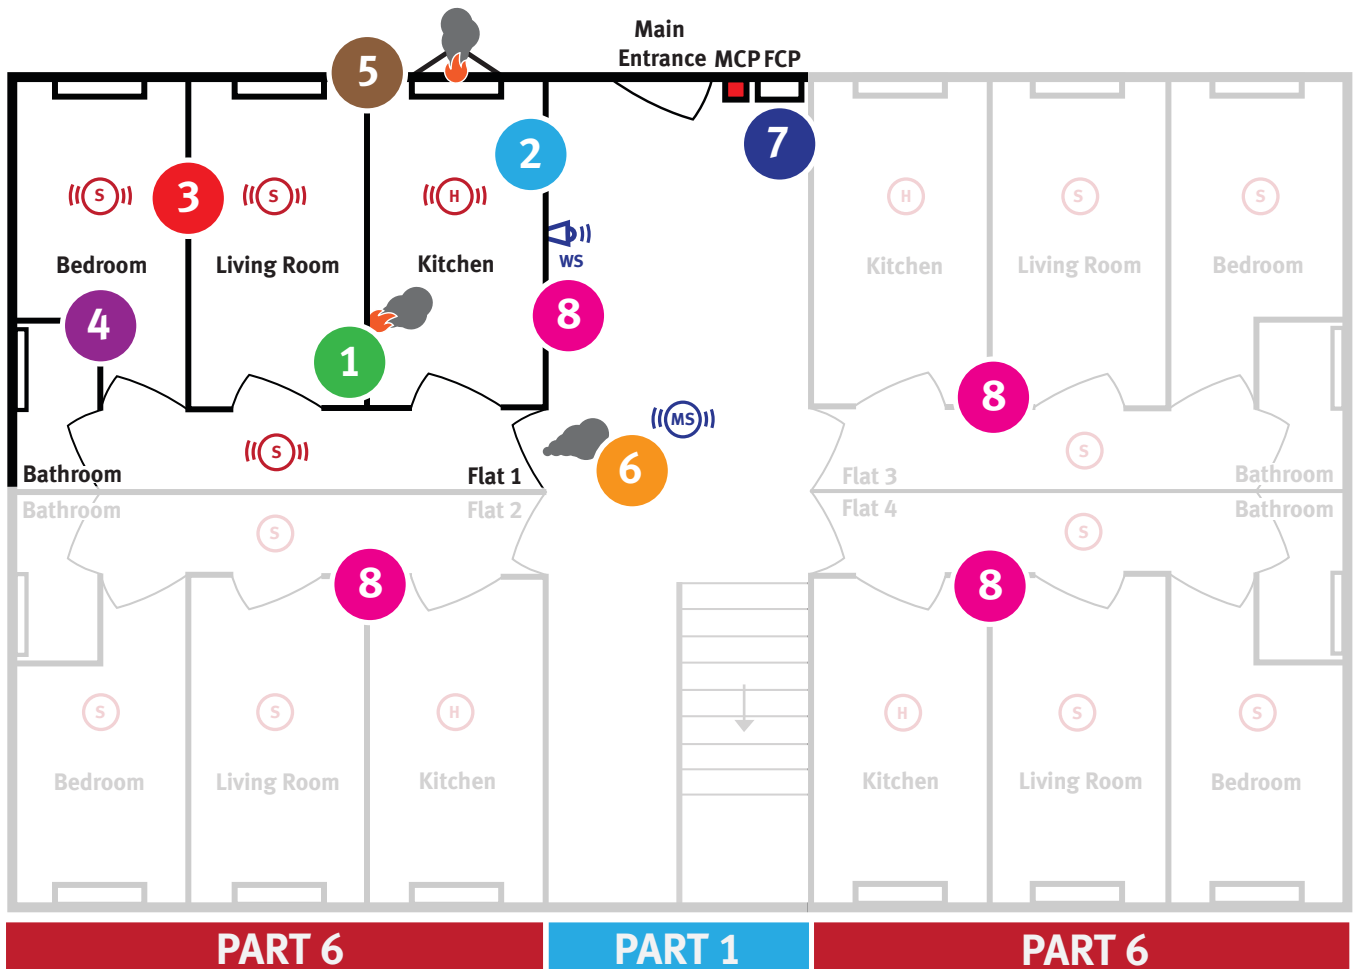 Main
Entrance MCP FCP
5
7
2
S
3
S
H
H
S
S
WS
Bedroom
Living Room
Kitchen
Kitchen
Living Room
Bedroom
8
4
1
8
MS
S
S
6
Bathroom
Flat 1
Flat 3
Bathroom
Bathroom
Flat 2
Flat 4
Bathroom
S
S
8
8
S
S
H
H
S
S
Bedroom
Living Room
Kitchen
Kitchen
Living Room
Bedroom
PART 6
PART 1
PART 6